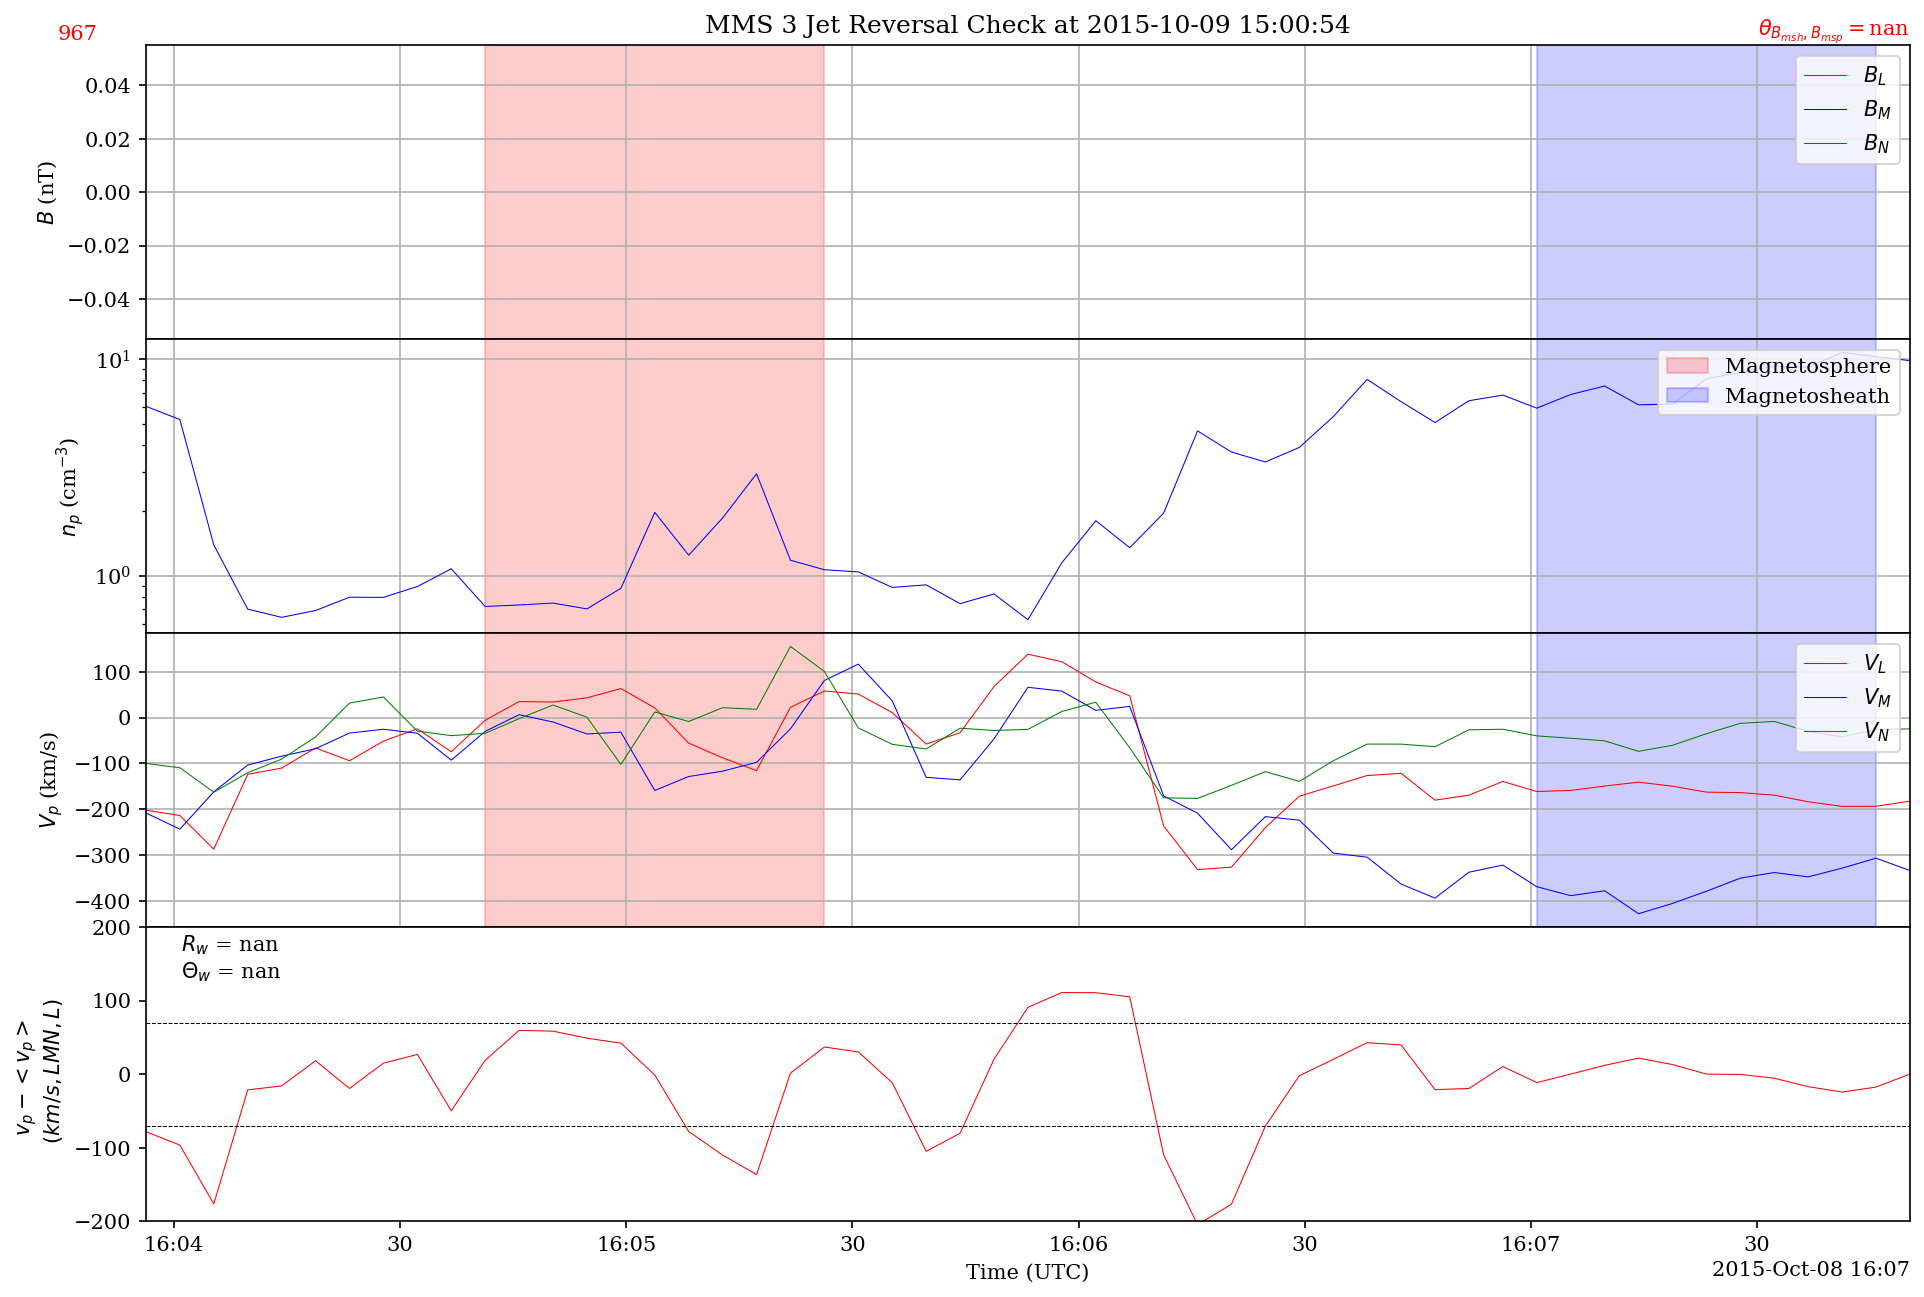 967
MMS 3 Jet Reversal Check at 2015-10-09 15:00:54
θ_{B_{msh}, B_{msp}} = nan
0.04
0.02
0.00
−0.02
−0.04
B (nT)
B_L
B_M
B_N
10^1
10^0
n_p (cm^{−3})
Magnetosphere
Magnetosheath
100
0
−100
−200
−300
−400
V_p (km/s)
V_L
V_M
V_N
200
100
0
−100
−200
v_p − < v_p >
(km/s, LMN, L)
R_w = nan
Θ_w = nan
16:04
30
16:05
30
16:06
30
16:07
30
Time (UTC)
2015-Oct-08 16:07